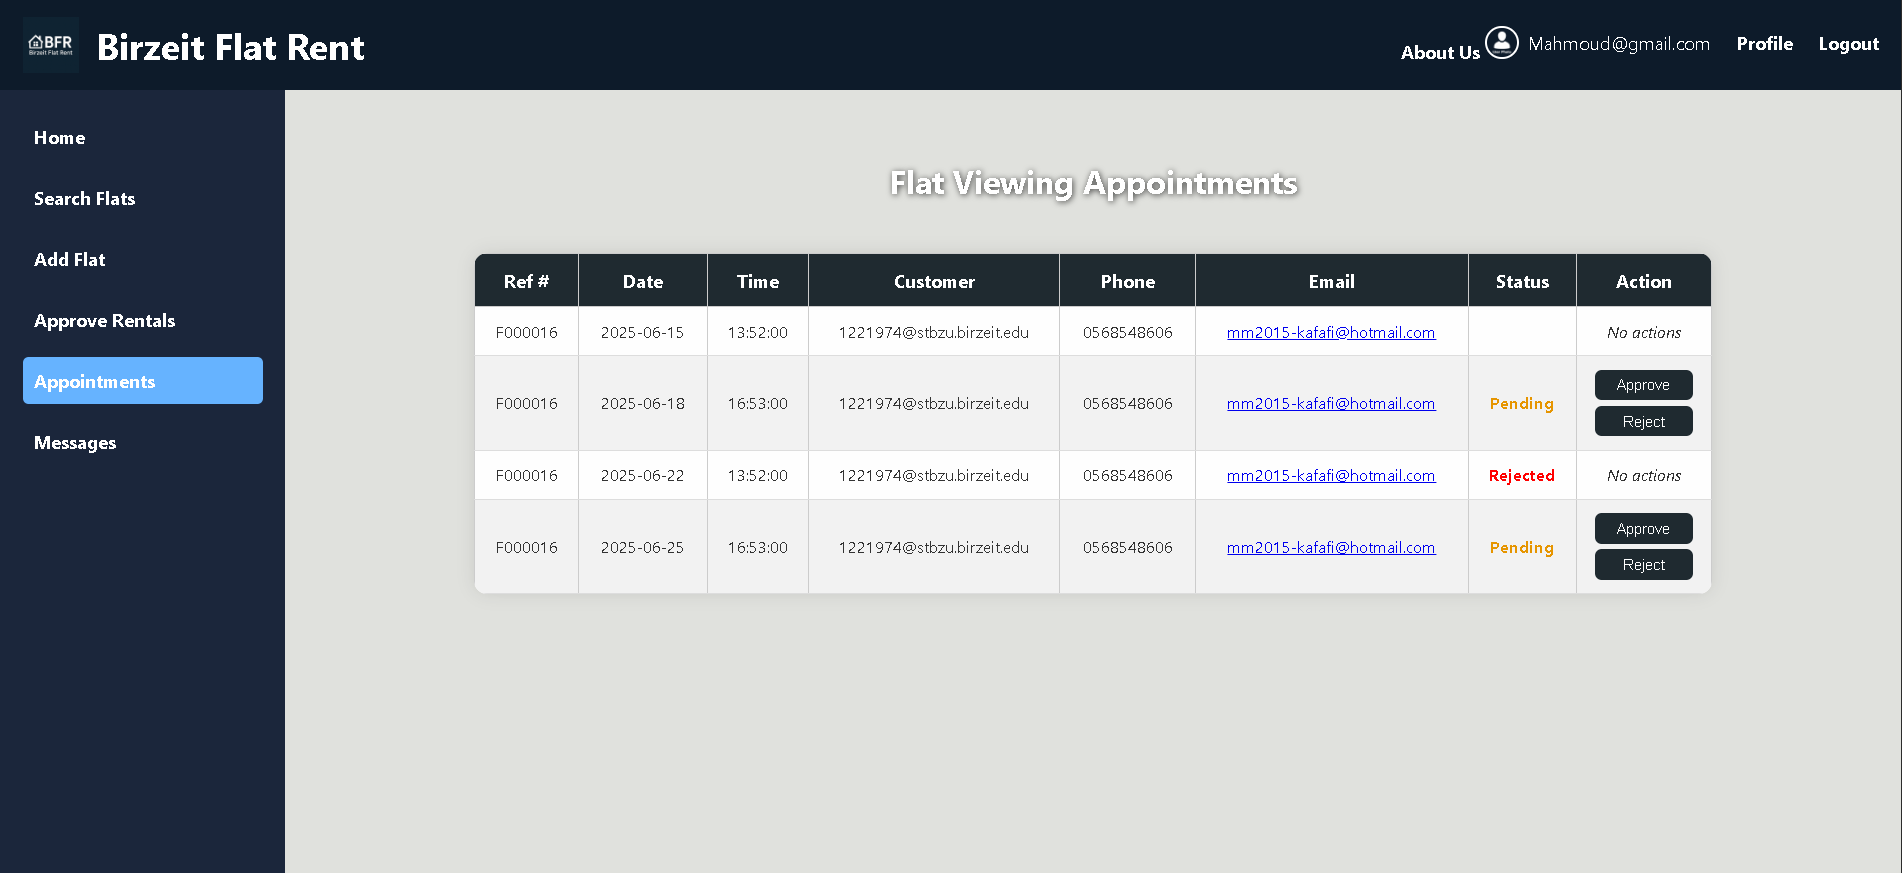 BFR
Birzeit Flat Rent
Birzeit Flat Rent
About Us
Mahmoud@gmail.com
Profile
Logout
Home
Search Flats
Add Flat
Approve Rentals
Appointments
Messages
Flat Viewing Appointments
Ref # Date Time Customer Phone Email Status Action
F000016 2025-06-15 13:52:00 1221974@stbzu.birzeit.edu 0568548606 mm2015-kafafi@hotmail.com No actions
F000016 2025-06-18 16:53:00 1221974@stbzu.birzeit.edu 0568548606 mm2015-kafafi@hotmail.com Pending Approve
Reject
F000016 2025-06-22 13:52:00 1221974@stbzu.birzeit.edu 0568548606 mm2015-kafafi@hotmail.com Rejected No actions
F000016 2025-06-25 16:53:00 1221974@stbzu.birzeit.edu 0568548606 mm2015-kafafi@hotmail.com Pending Approve
Reject